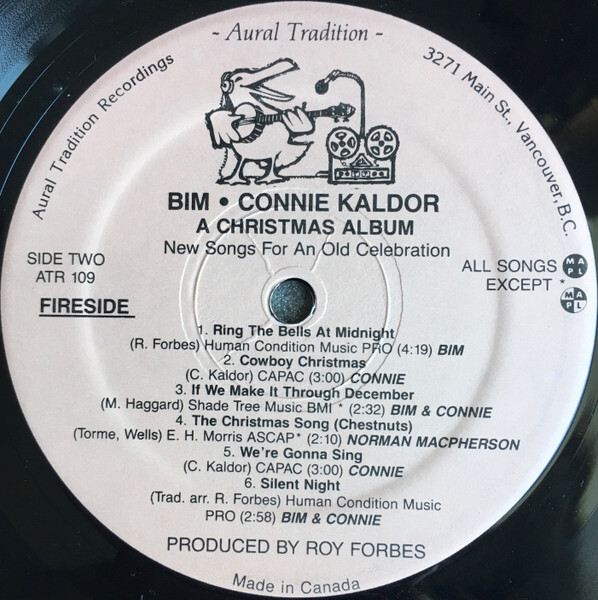 ~ Aural Tradition ~
Aural Tradition Recordings
3271 Main St., Vancouver, B.C.
BIM • CONNIE KALDOR
A CHRISTMAS ALBUM
New Songs For An Old Celebration
SIDE TWO
ATR 109
FIRESIDE
ALL SONGS M A P L
EXCEPT * M A P L
1. Ring The Bells At Midnight
(R. Forbes) Human Condition Music PRO (4:19) BIM
2. Cowboy Christmas
(C. Kaldor) CAPAC (3:00) CONNIE
3. If We Make It Through December
(M. Haggard) Shade Tree Music BMI * (2:32) BIM & CONNIE
4. The Christmas Song (Chestnuts)
(Torme, Wells) E. H. Morris ASCAP* (2:10) NORMAN MACPHERSON
5. We're Gonna Sing
(C. Kaldor) CAPAC (3:00) CONNIE
6. Silent Night
(Trad. arr. R. Forbes) Human Condition Music
PRO (2:58) BIM & CONNIE
PRODUCED BY ROY FORBES
Made in Canada